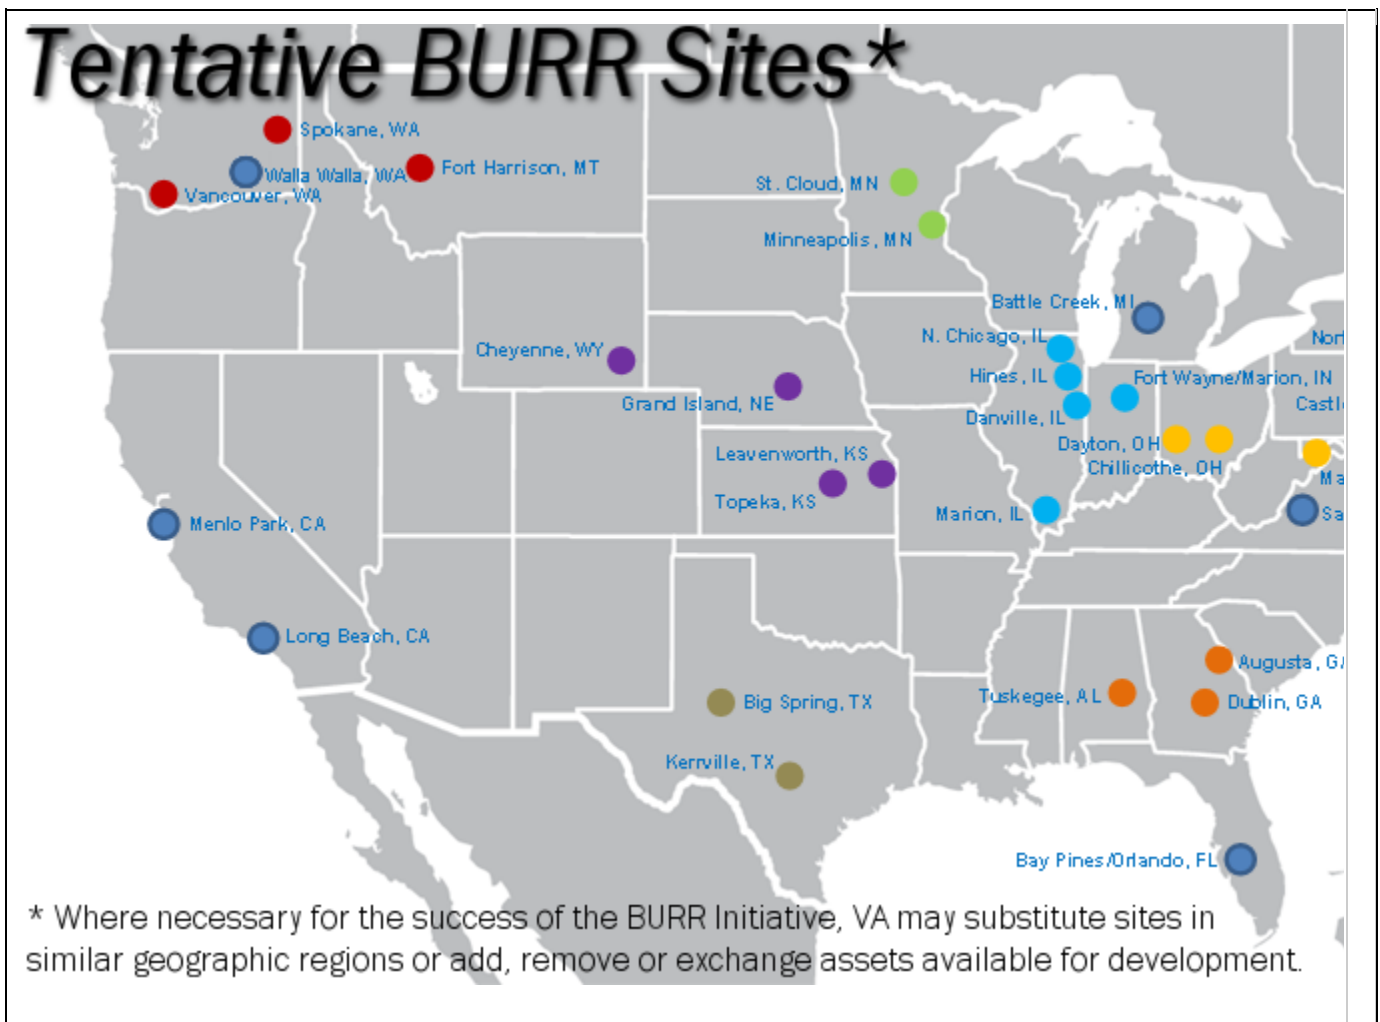 Tentative BURR Sites*
Spokane, WA
Walla Walla, WA
Fort Harrison, MT
Vancouver, WA
St. Cloud, MN
Minneapolis, MN
Battle Creek, MI
N. Chicago, IL
Nort
Cheyenne, WY
Hines, IL
Fort Wayne/Marion, IN
Grand Island, NE
Danville, IL
Castl
Dayton, OH
Leavenworth, KS
Chillicothe, OH
Ma
Topeka, KS
Marion, IL
Sa
Menlo Park, CA
Long Beach, CA
Augusta, GA
Tuskegee, AL
Big Spring, TX
Dublin, GA
Kerrville, TX
Bay Pines/Orlando, FL
* Where necessary for the success of the BURR Initiative, VA may substitute sites in
similar geographic regions or add, remove or exchange assets available for development.